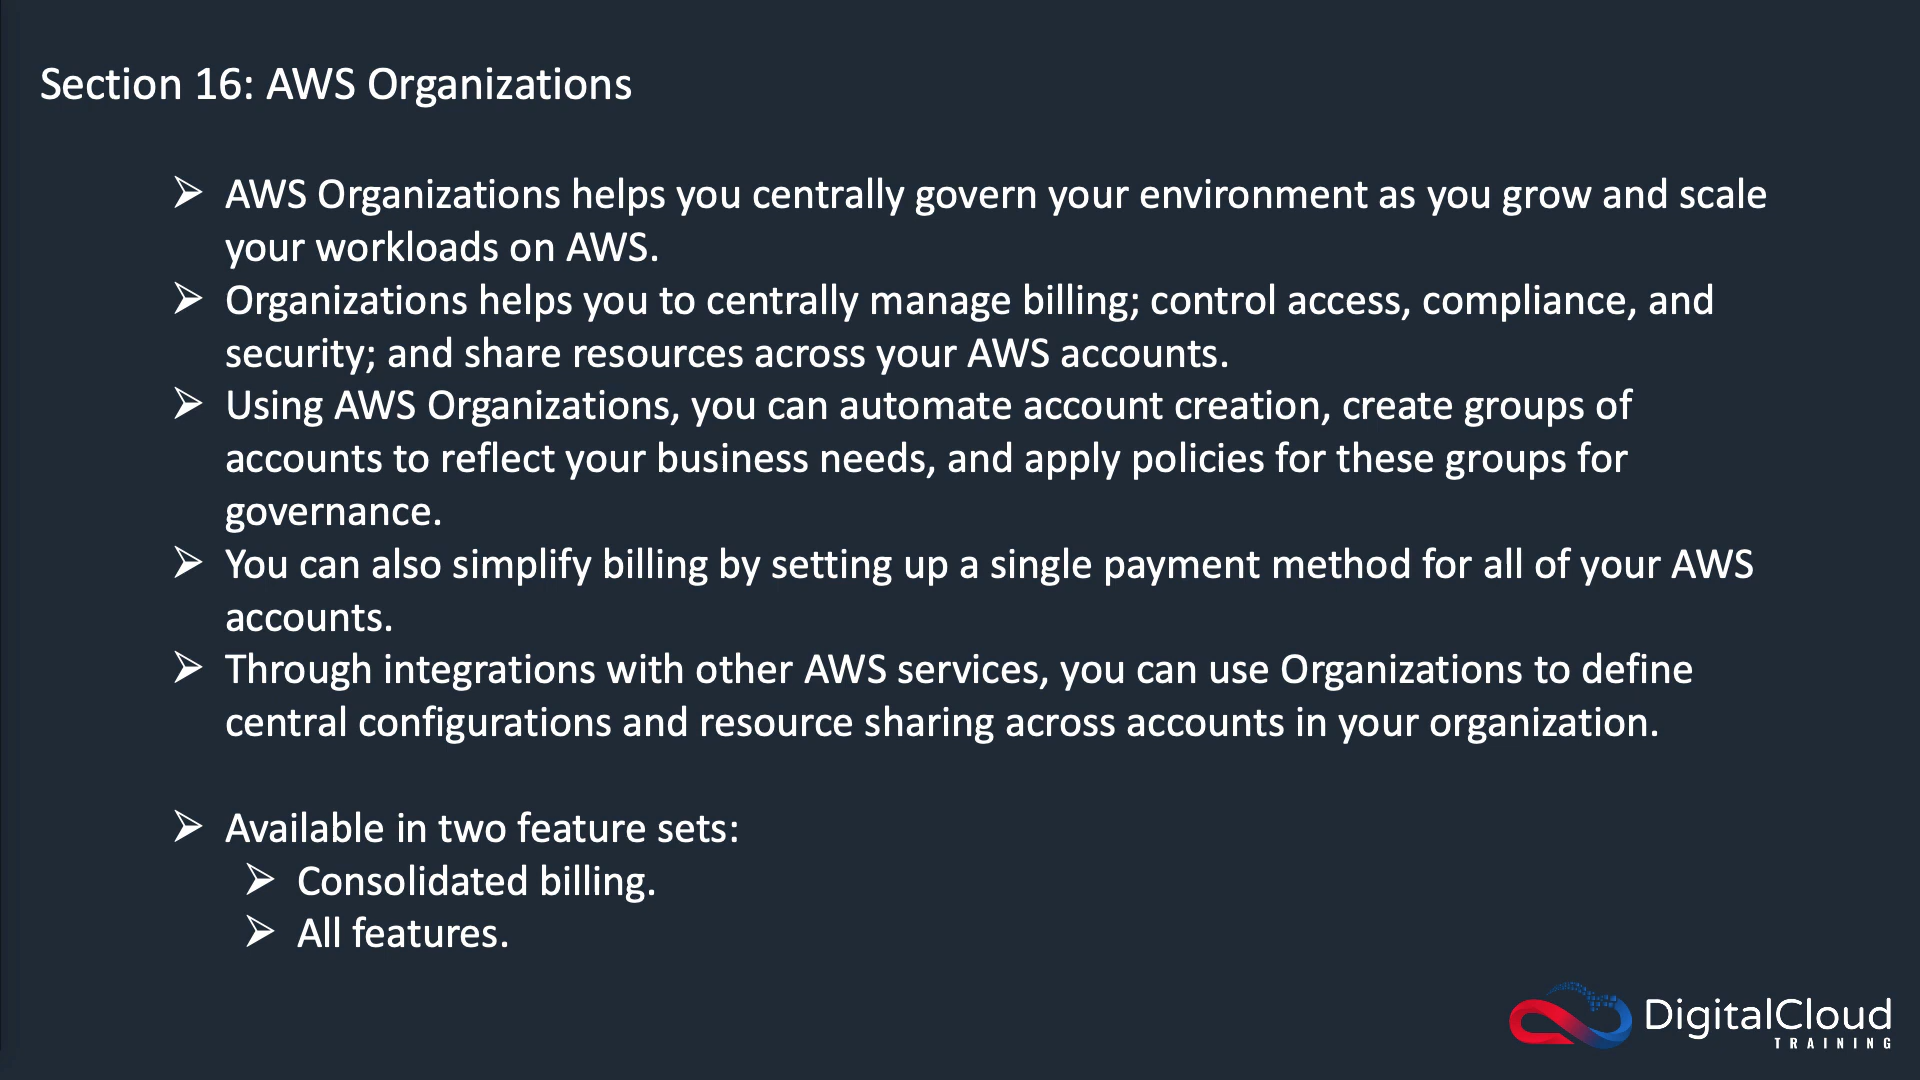 Section 16: AWS Organizations
➢ AWS Organizations helps you centrally govern your environment as you grow and scale
your workloads on AWS.
➢ Organizations helps you to centrally manage billing; control access, compliance, and
security; and share resources across your AWS accounts.
➢ Using AWS Organizations, you can automate account creation, create groups of
accounts to reflect your business needs, and apply policies for these groups for
governance.
➢ You can also simplify billing by setting up a single payment method for all of your AWS
accounts.
➢ Through integrations with other AWS services, you can use Organizations to define
central configurations and resource sharing across accounts in your organization.
➢ Available in two feature sets:
➢ Consolidated billing.
➢ All features.
DigitalCloud
TRAINING